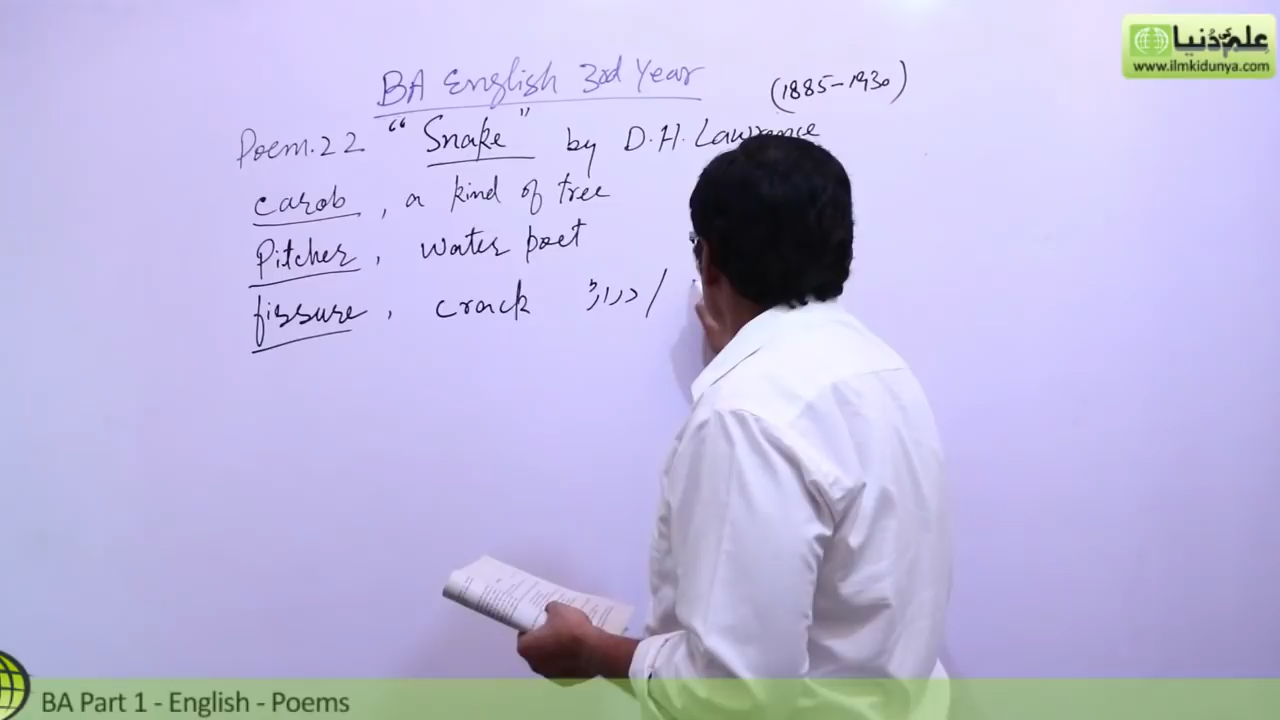 علم کی دُنیا
www.ilmkidunya.com
BA English 3rd Year
(1885-1930)
Poem.22 "Snake" by D.H. Lawrence
carob, a kind of tree
Pitcher, water poet
fissure, crack دراڑ /
BA Part 1 - English - Poems